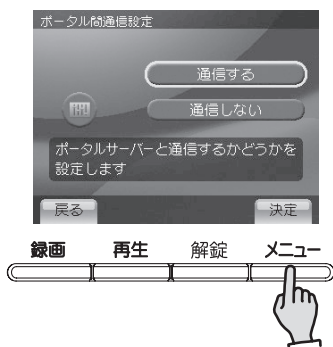 ポータル間通信設定
通信する
通信しない
ポータルサーバーと通信するかどうかを
設定します
戻る 決定
録画 再生 解錠 メニュー